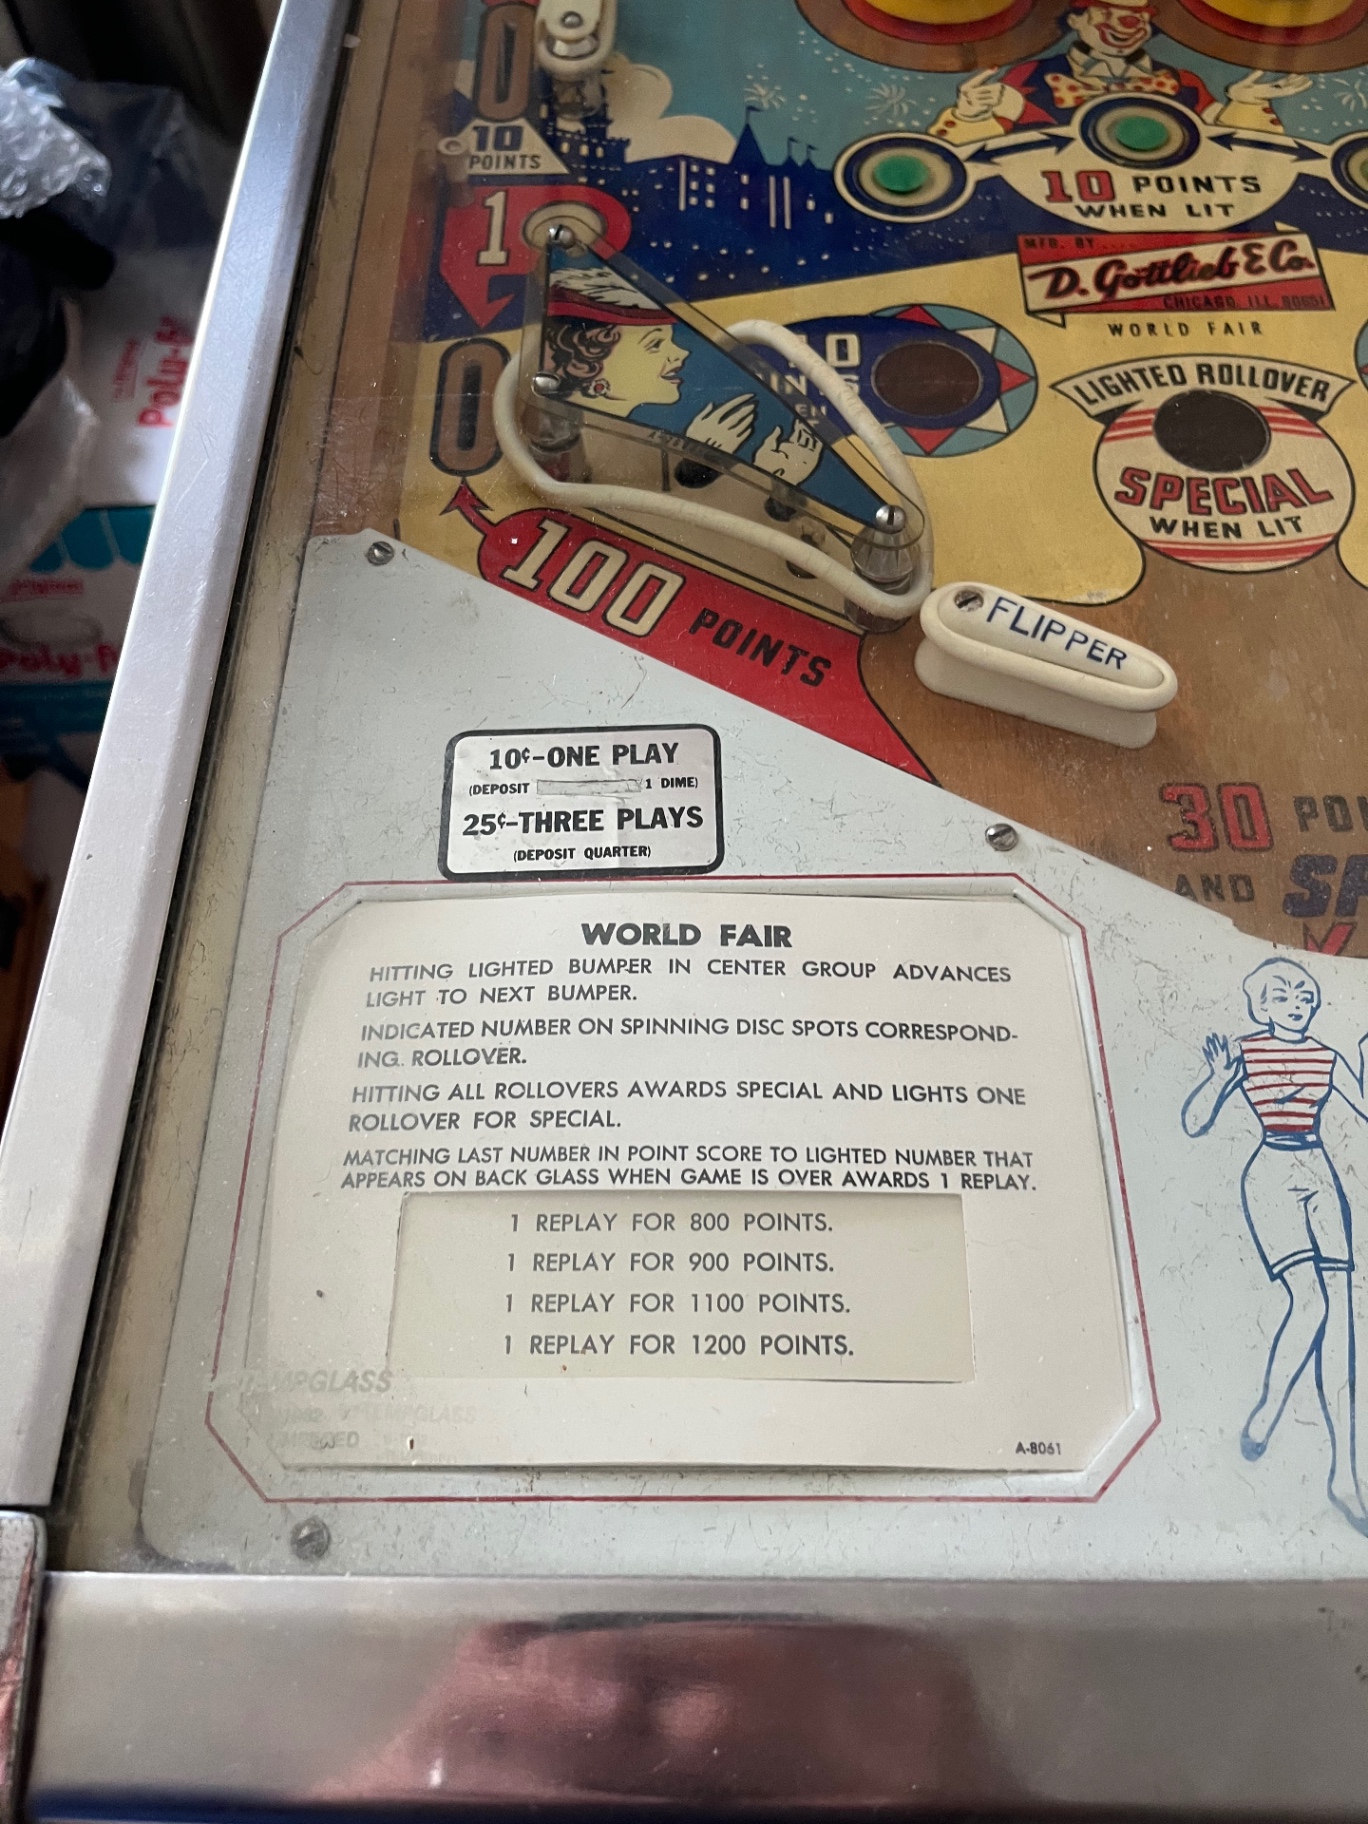 10
POINTS
1
10 POINTS
WHEN LIT
MFG. BY....
D. Gottlieb & Co.
CHICAGO, ILL. 60651
WORLD FAIR
LIGHTED ROLLOVER
SPECIAL
WHEN LIT
100 POINTS
FLIPPER
30
AND
10¢-ONE PLAY
(DEPOSIT 1 DIME)
25¢-THREE PLAYS
(DEPOSIT QUARTER)
WORLD FAIR
HITTING LIGHTED BUMPER IN CENTER GROUP ADVANCES
LIGHT TO NEXT BUMPER.
INDICATED NUMBER ON SPINNING DISC SPOTS CORRESPOND-
ING ROLLOVER.
HITTING ALL ROLLOVERS AWARDS SPECIAL AND LIGHTS ONE
ROLLOVER FOR SPECIAL.
MATCHING LAST NUMBER IN POINT SCORE TO LIGHTED NUMBER THAT
APPEARS ON BACK GLASS WHEN GAME IS OVER AWARDS 1 REPLAY.
1 REPLAY FOR 800 POINTS.
1 REPLAY FOR 900 POINTS.
1 REPLAY FOR 1100 POINTS.
1 REPLAY FOR 1200 POINTS.
A-8061
Poly-fil